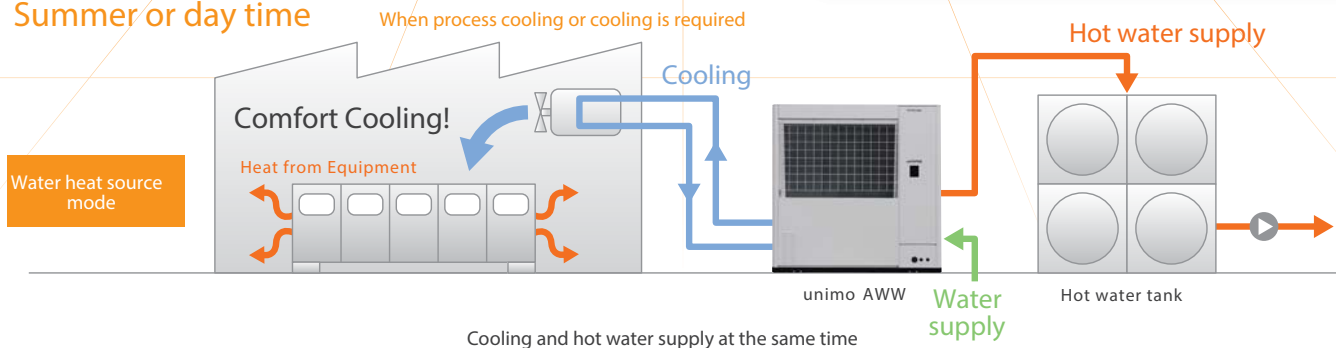 Summer or day time
When process cooling or cooling is required
Hot water supply
Cooling
Comfort Cooling!
Heat from Equipment
Water heat source
mode
unimo AWW
Water
supply
Hot water tank
Cooling and hot water supply at the same time